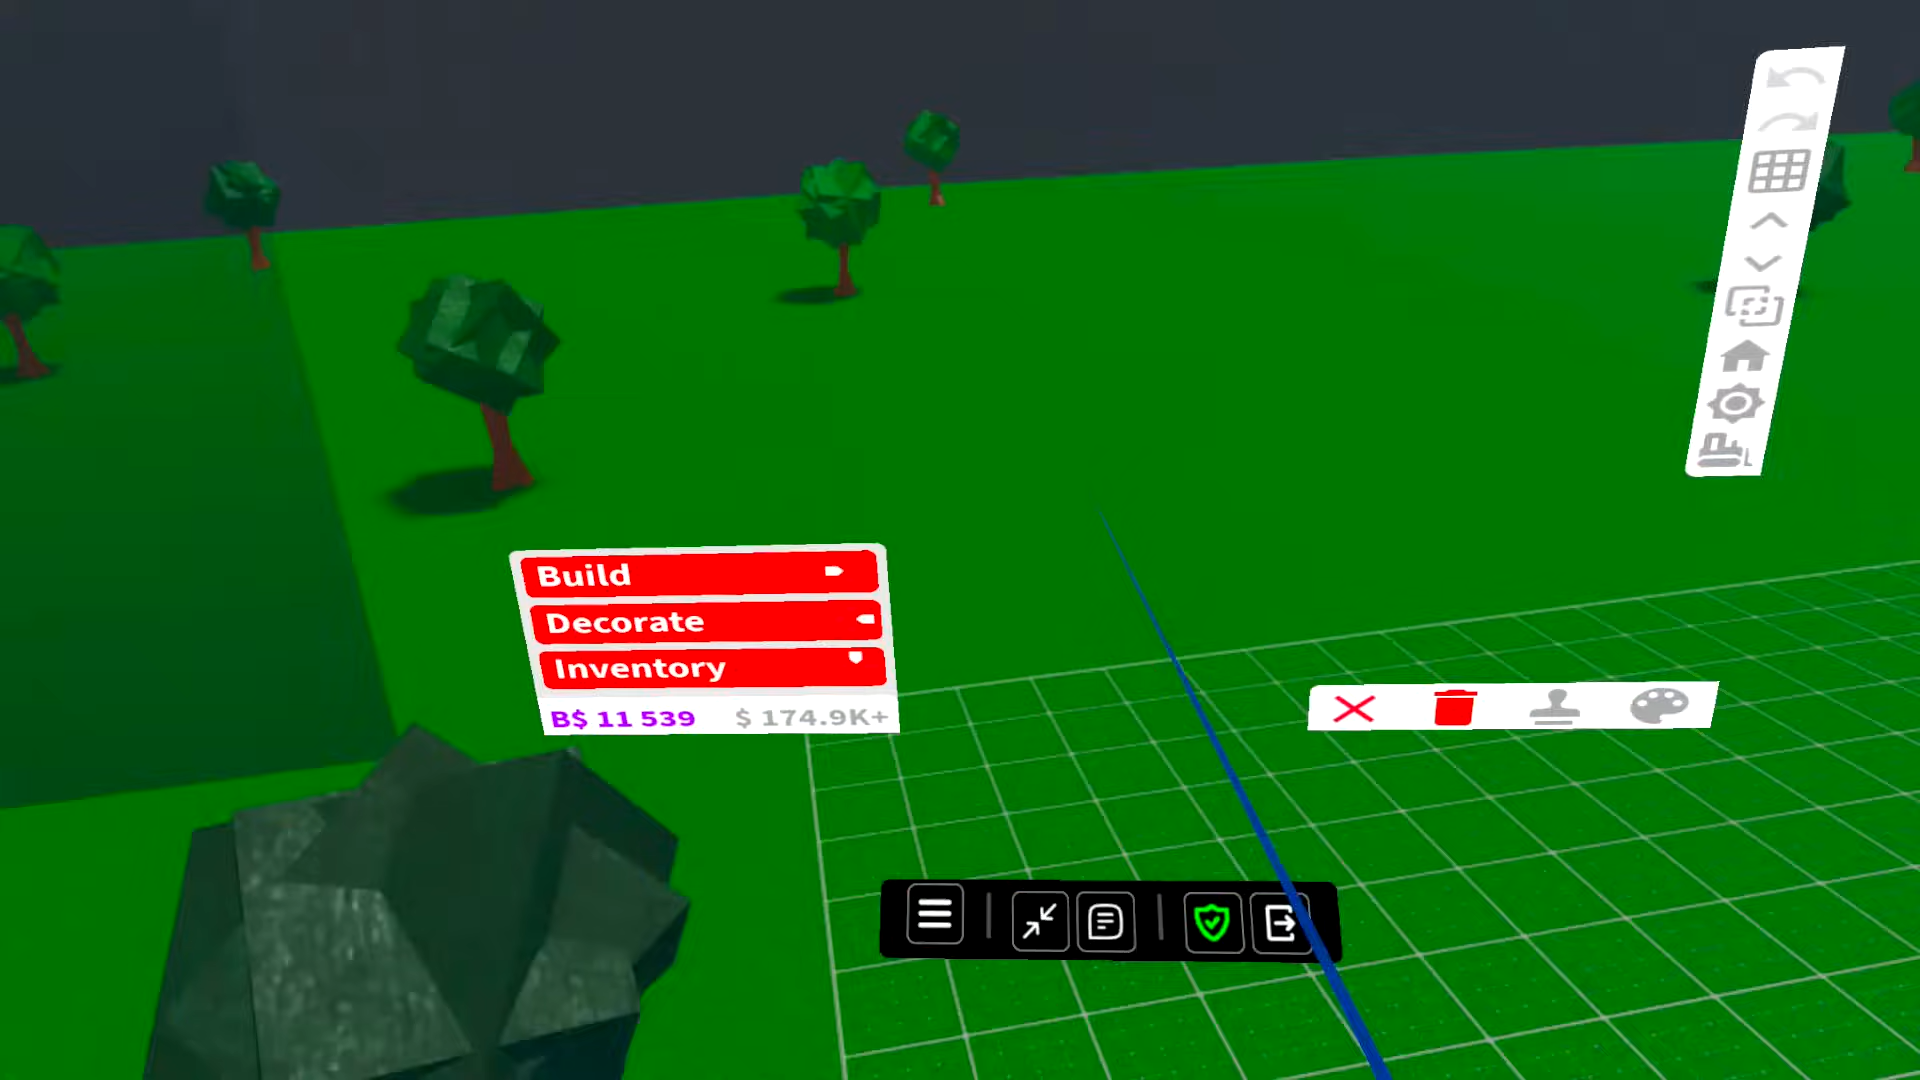 Build
Decorate
Inventory
B$ 11 539 $ 174.9K+
L